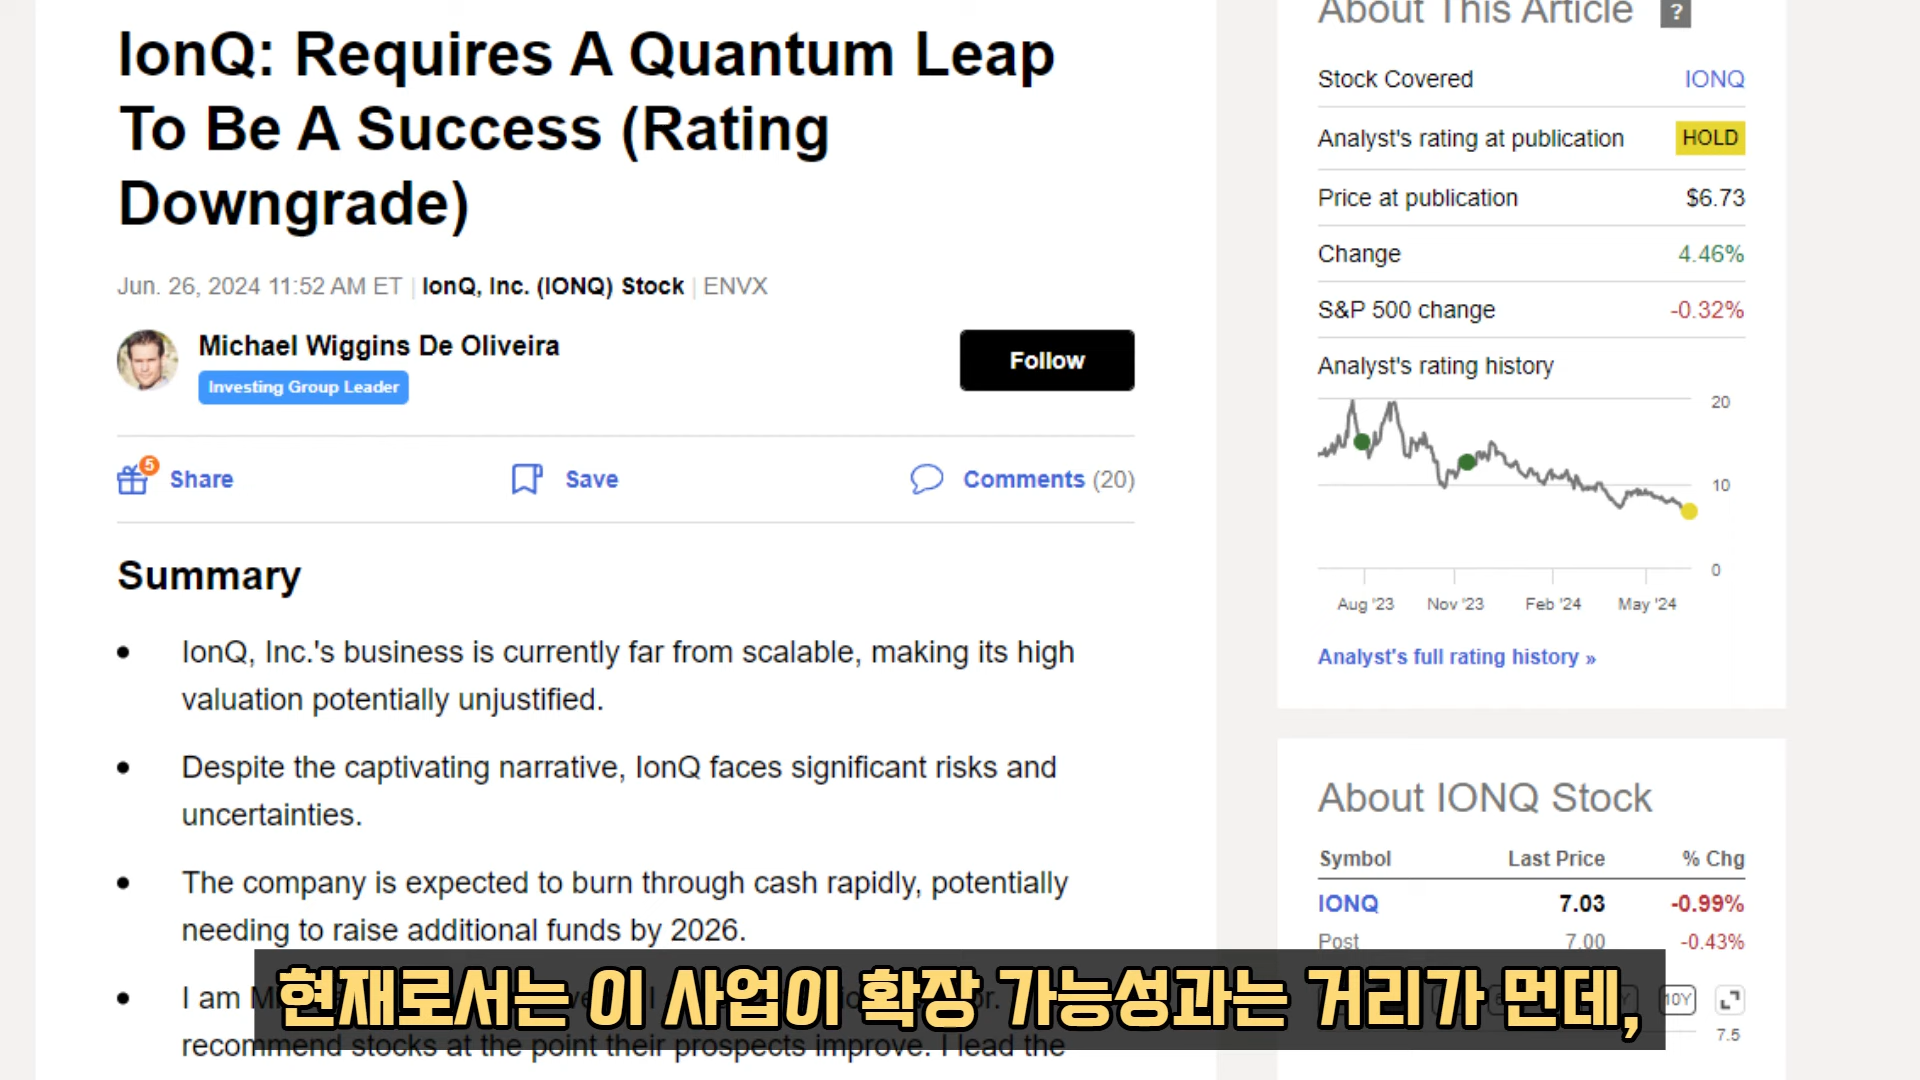 IonQ: Requires A Quantum Leap
To Be A Success (Rating
Downgrade)
Jun. 26, 2024 11:52 AM ET | IonQ, Inc. (IONQ) Stock | ENVX
Michael Wiggins De Oliveira
Investing Group Leader
Follow
5
Share
Save
Comments (20)
Summary
• IonQ, Inc.'s business is currently far from scalable, making its high
valuation potentially unjustified.
• Despite the captivating narrative, IonQ faces significant risks and
uncertainties.
• The company is expected to burn through cash rapidly, potentially
needing to raise additional funds by 2026.
• I am
recommend stocks at the point their prospects improve. I lead the
현재로서는 이 사업이 확장 가능성과는 거리가 먼데,
About This Article ?
Stock Covered IONQ
Analyst's rating at publication HOLD
Price at publication $6.73
Change 4.46%
S&P 500 change -0.32%
Analyst's rating history
20
10
0
Aug '23 Nov '23 Feb '24 May '24
Analyst's full rating history »
About IONQ Stock
Symbol Last Price % Chg
IONQ 7.03 -0.99%
Post 7.00 -0.43%
10Y
7.5